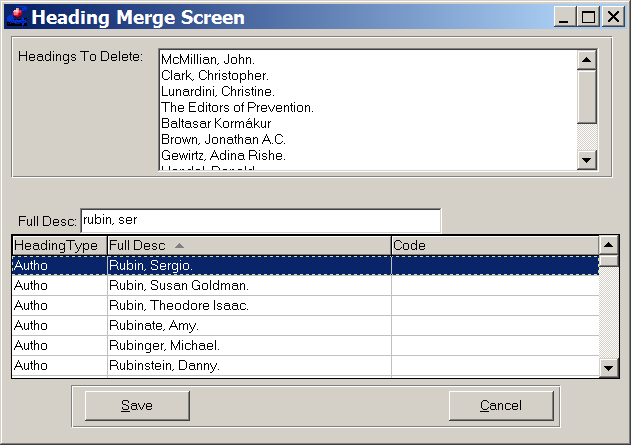 Heading Merge Screen
Headings To Delete:
McMillian, John.
Clark, Christopher.
Lunardini, Christine.
The Editors of Prevention.
Baltasar Kormákur
Brown, Jonathan A.C.
Gewirtz, Adina Rishe.
Full Desc: rubin, ser
HeadingType Full Desc Code
Autho Rubin, Sergio.
Autho Rubin, Susan Goldman.
Autho Rubin, Theodore Isaac.
Autho Rubinate, Amy.
Autho Rubinger, Michael.
Autho Rubinstein, Danny.
Save Cancel